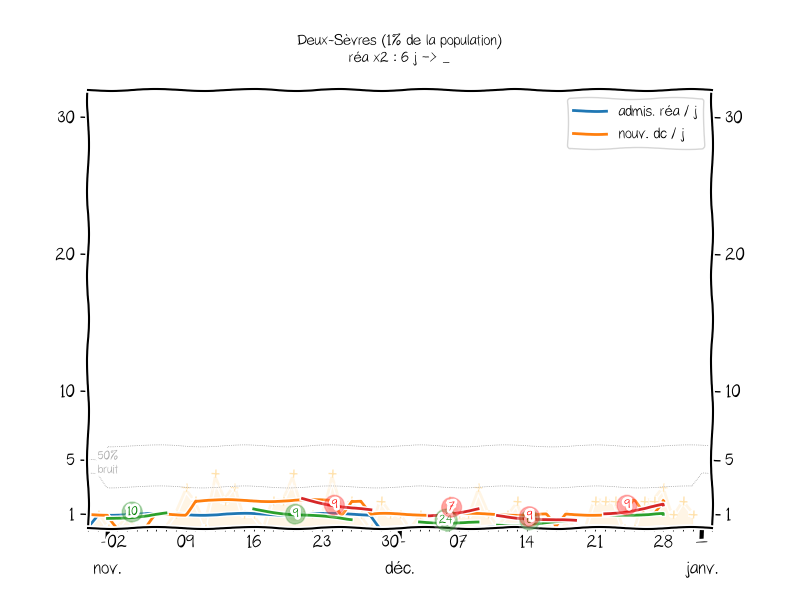 Deux-Sèvres (1% de la population)
réa x2 : 6 j -> _
admis. réa / j
nouv. dc / j
30 30
20 20
10 10
5 5
50%
bruit
1 1
10 9 9 7 24 9
02 09 16 23 30 07 14 21 28
nov. déc. janv.